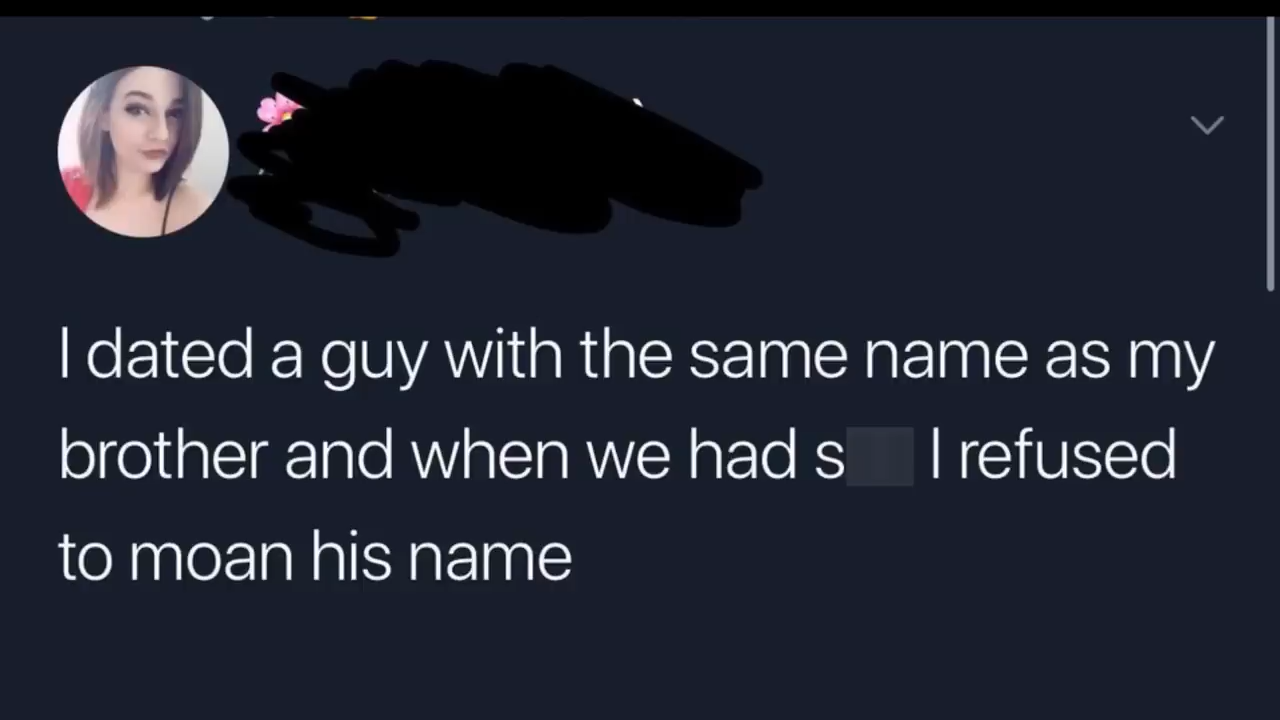 I dated a guy with the same name as my
brother and when we had s I refused
to moan his name